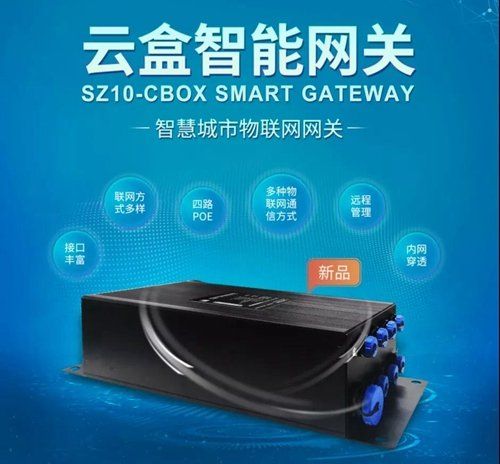 云盒智能网关
SZ10-CBOX SMART GATEWAY
智慧城市物联网网关
联网方
式多样
四路
POE
多种物
联网通
信方式
远程
管理
接口
丰富
内网
穿透
新品